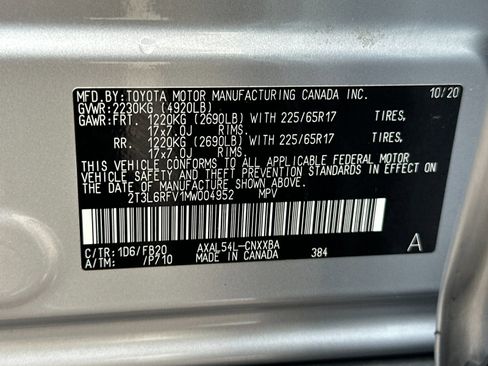 MFD.BY:TOYOTA MOTOR MANUFACTURING CANADA INC. 10/20
GVWR:2230KG (4920LB)
GAWR:FRT. 1220KG (2690LB) WITH 225/65R17 TIRES,
17x7.0J RIMS.
RR. 1220KG (2690LB) WITH 225/65R17 TIRES,
17x7.0J RIMS.
THIS VEHICLE CONFORMS TO ALL APPLICABLE FEDERAL MOTOR
VEHICLE SAFETY AND THEFT PREVENTION STANDARDS IN EFFECT ON
THE DATE OF MANUFACTURE SHOWN ABOVE.
2T3L6RFV1MW004952 MPV
C/TR:1D6/FB20 AXAL54L-CNXXBA A
A/TM: /P/10 MADE IN CANADA 384